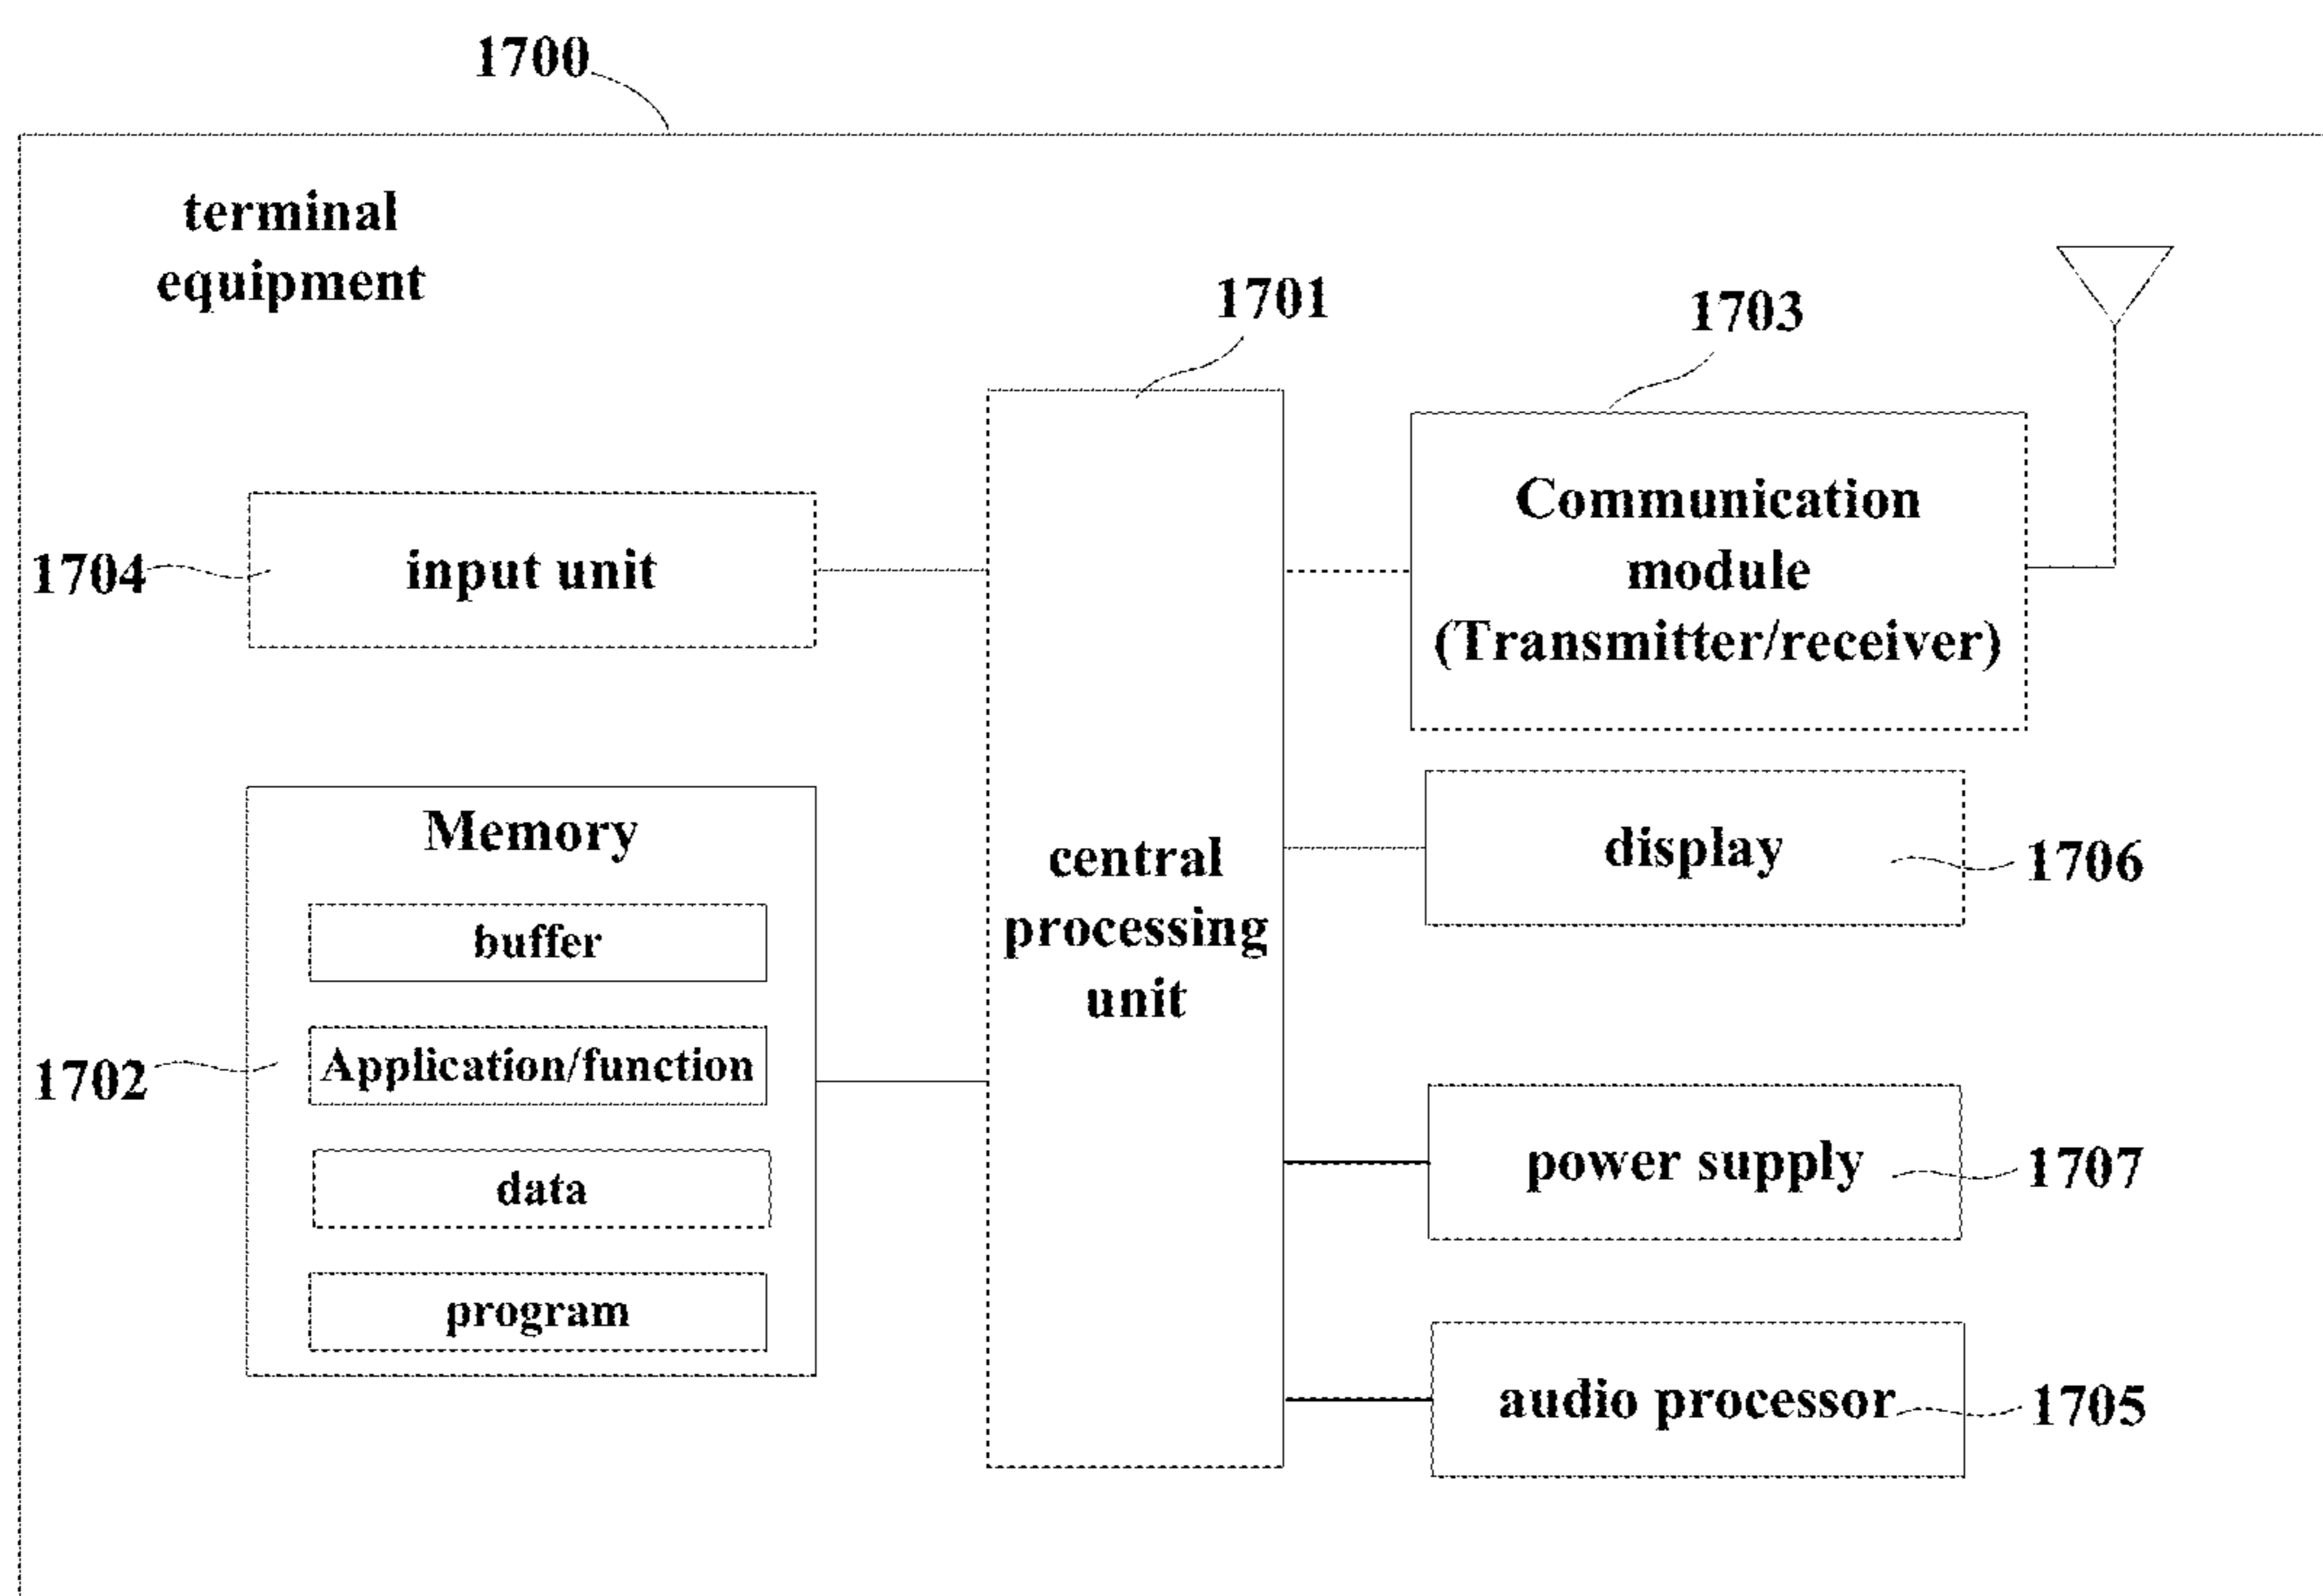 1700
terminal
equipment
1701
1703
1704
input unit
Communication
module
(Transmitter/receiver)
Memory
buffer
Application/function
data
program
1702
central
processing
unit
display
1706
power supply
1707
audio processor
1705